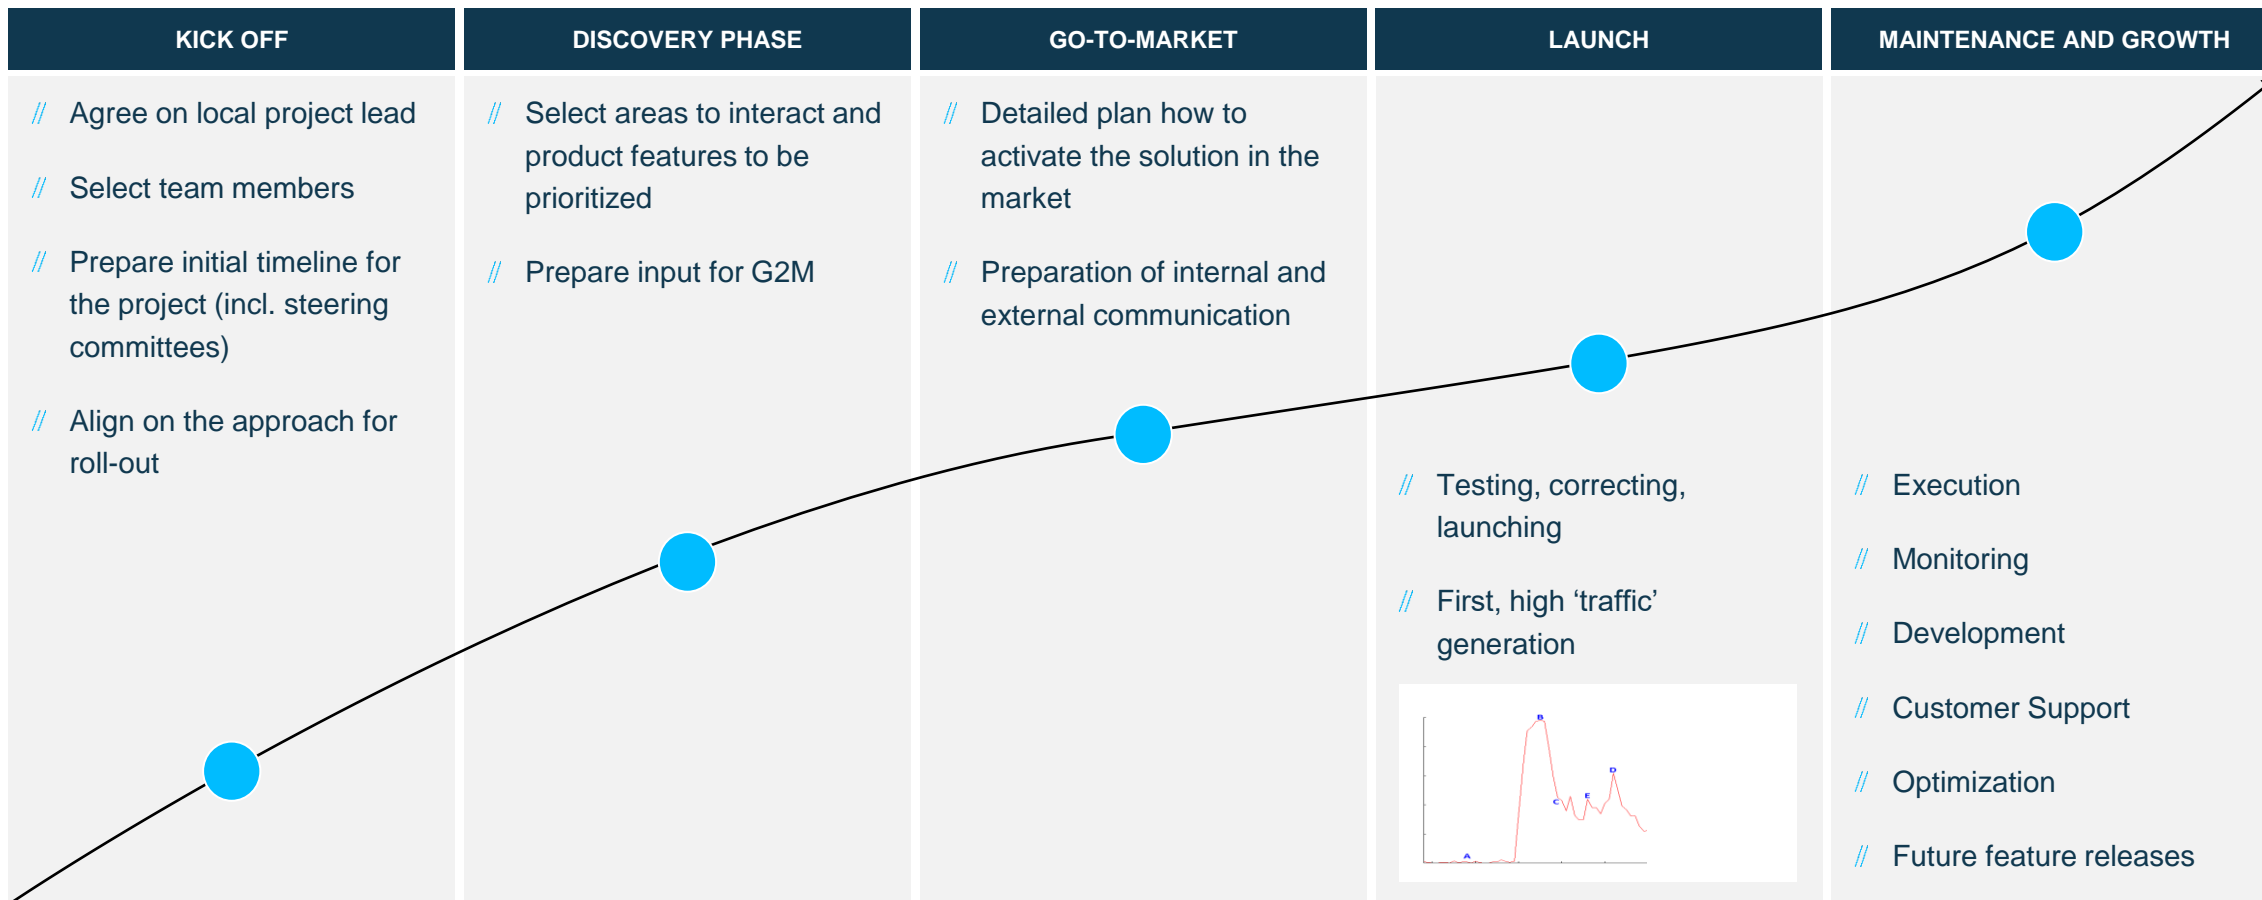 KICK OFF
// Agree on local project lead
// Select team members
// Prepare initial timeline for
the project (incl. steering
committees)
// Align on the approach for
roll-out
DISCOVERY PHASE
// Select areas to interact and
product features to be
prioritized
// Prepare input for G2M
GO-TO-MARKET
// Detailed plan how to
activate the solution in the
market
// Preparation of internal and
external communication
LAUNCH
// Testing, correcting,
launching
// First, high ‘traffic’
generation
B
D
E
C
A
MAINTENANCE AND GROWTH
// Execution
// Monitoring
// Development
// Customer Support
// Optimization
// Future feature releases